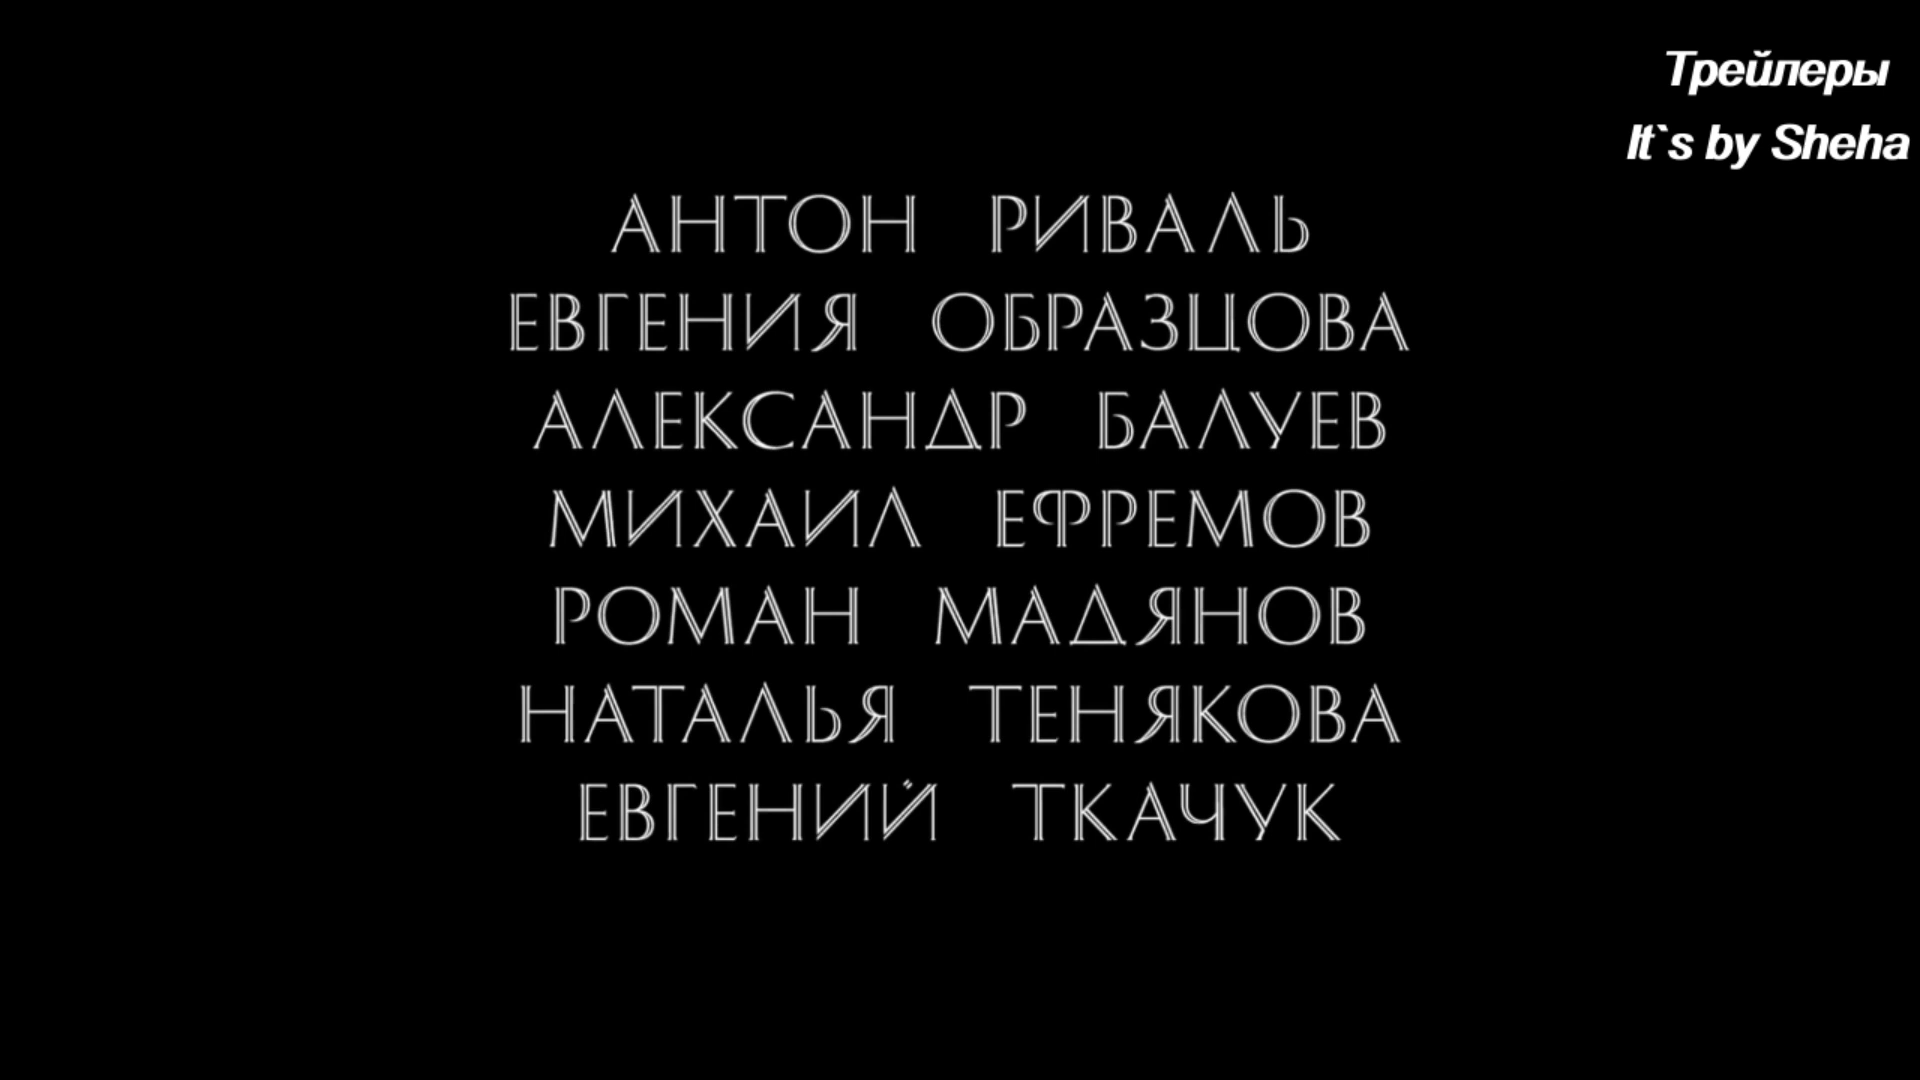 Трейлеры
It`s by Sheha
АНТОН РИВАЛЬ
ЕВГЕНИЯ ОБРАЗЦОВА
АЛЕКСАНДР БАЛУЕВ
МИХАИЛ ЕФРЕМОВ
РОМАН МАДЯНОВ
НАТАЛЬЯ ТЕНЯКОВА
ЕВГЕНИЙ ТКАЧУК